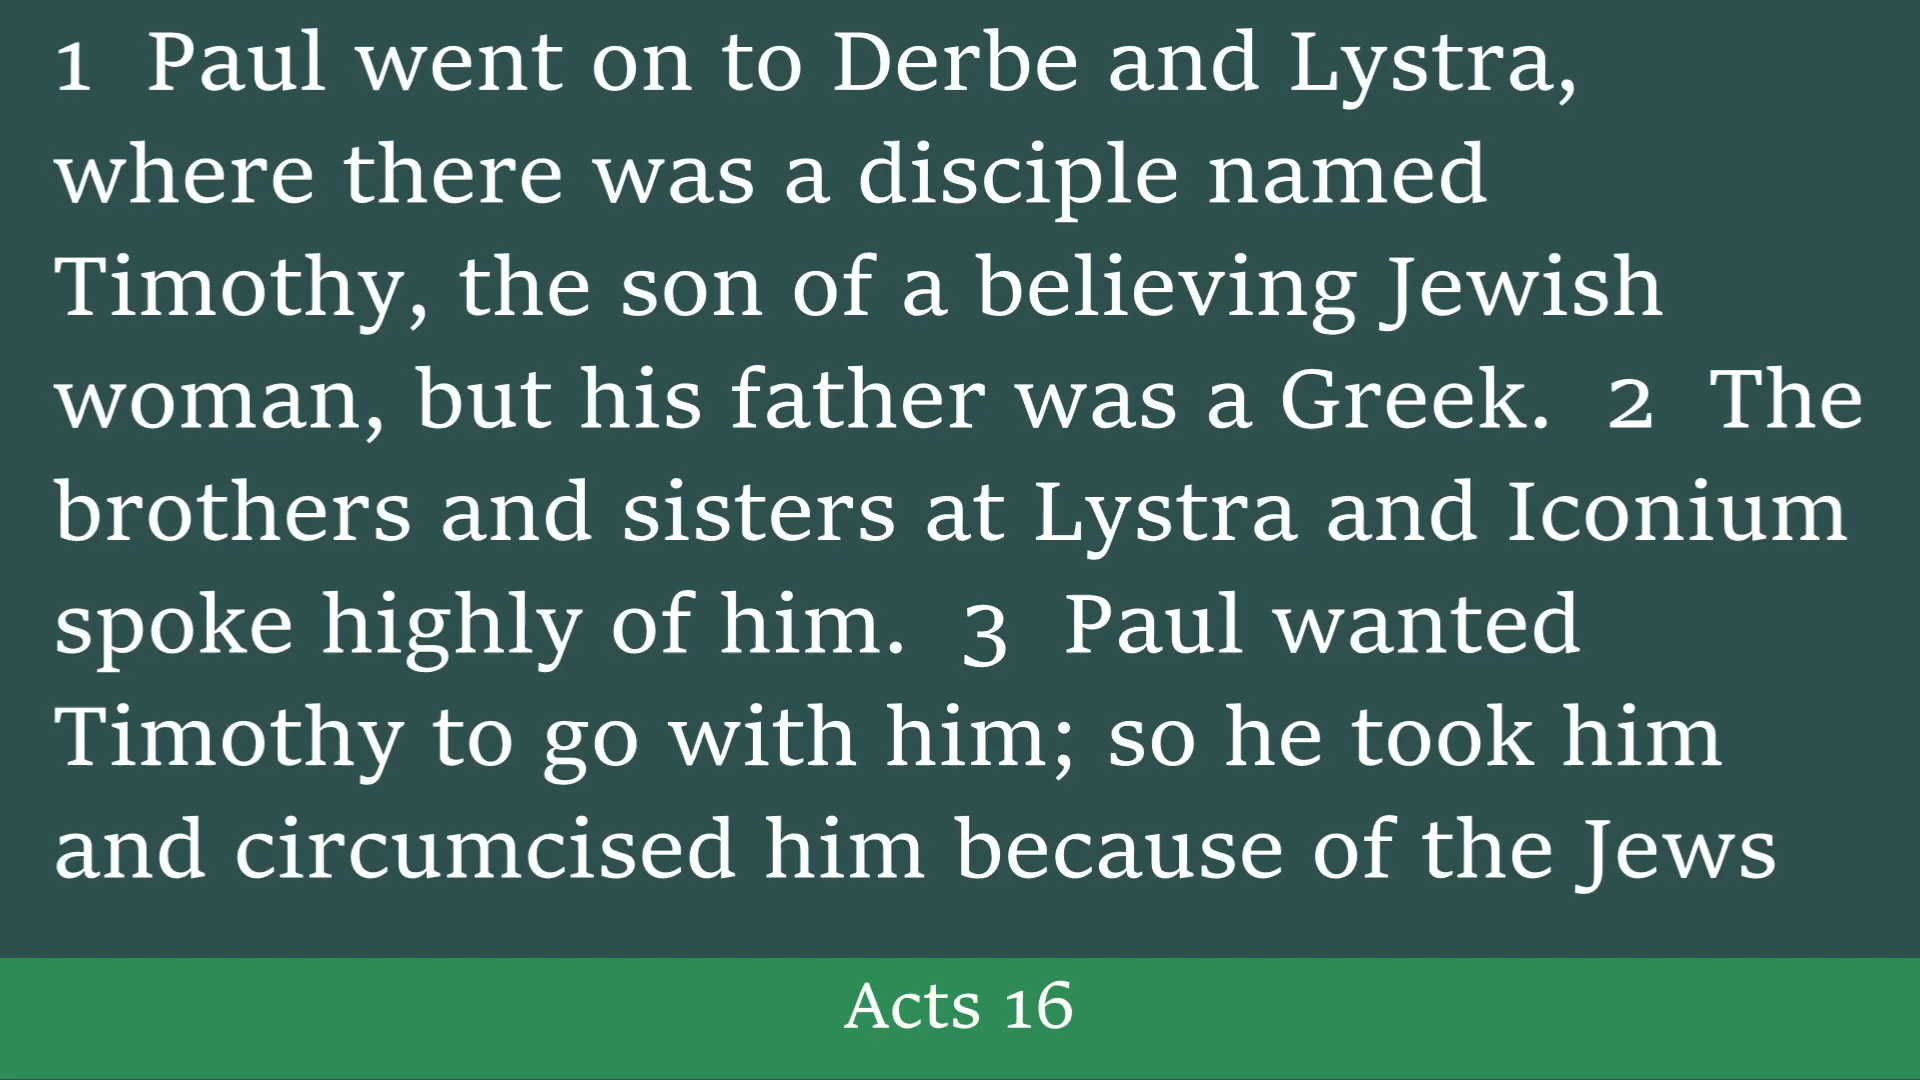 1 Paul went on to Derbe and Lystra,
where there was a disciple named
Timothy, the son of a believing Jewish
woman, but his father was a Greek. 2 The
brothers and sisters at Lystra and Iconium
spoke highly of him. 3 Paul wanted
Timothy to go with him; so he took him
and circumcised him because of the Jews
Acts 16